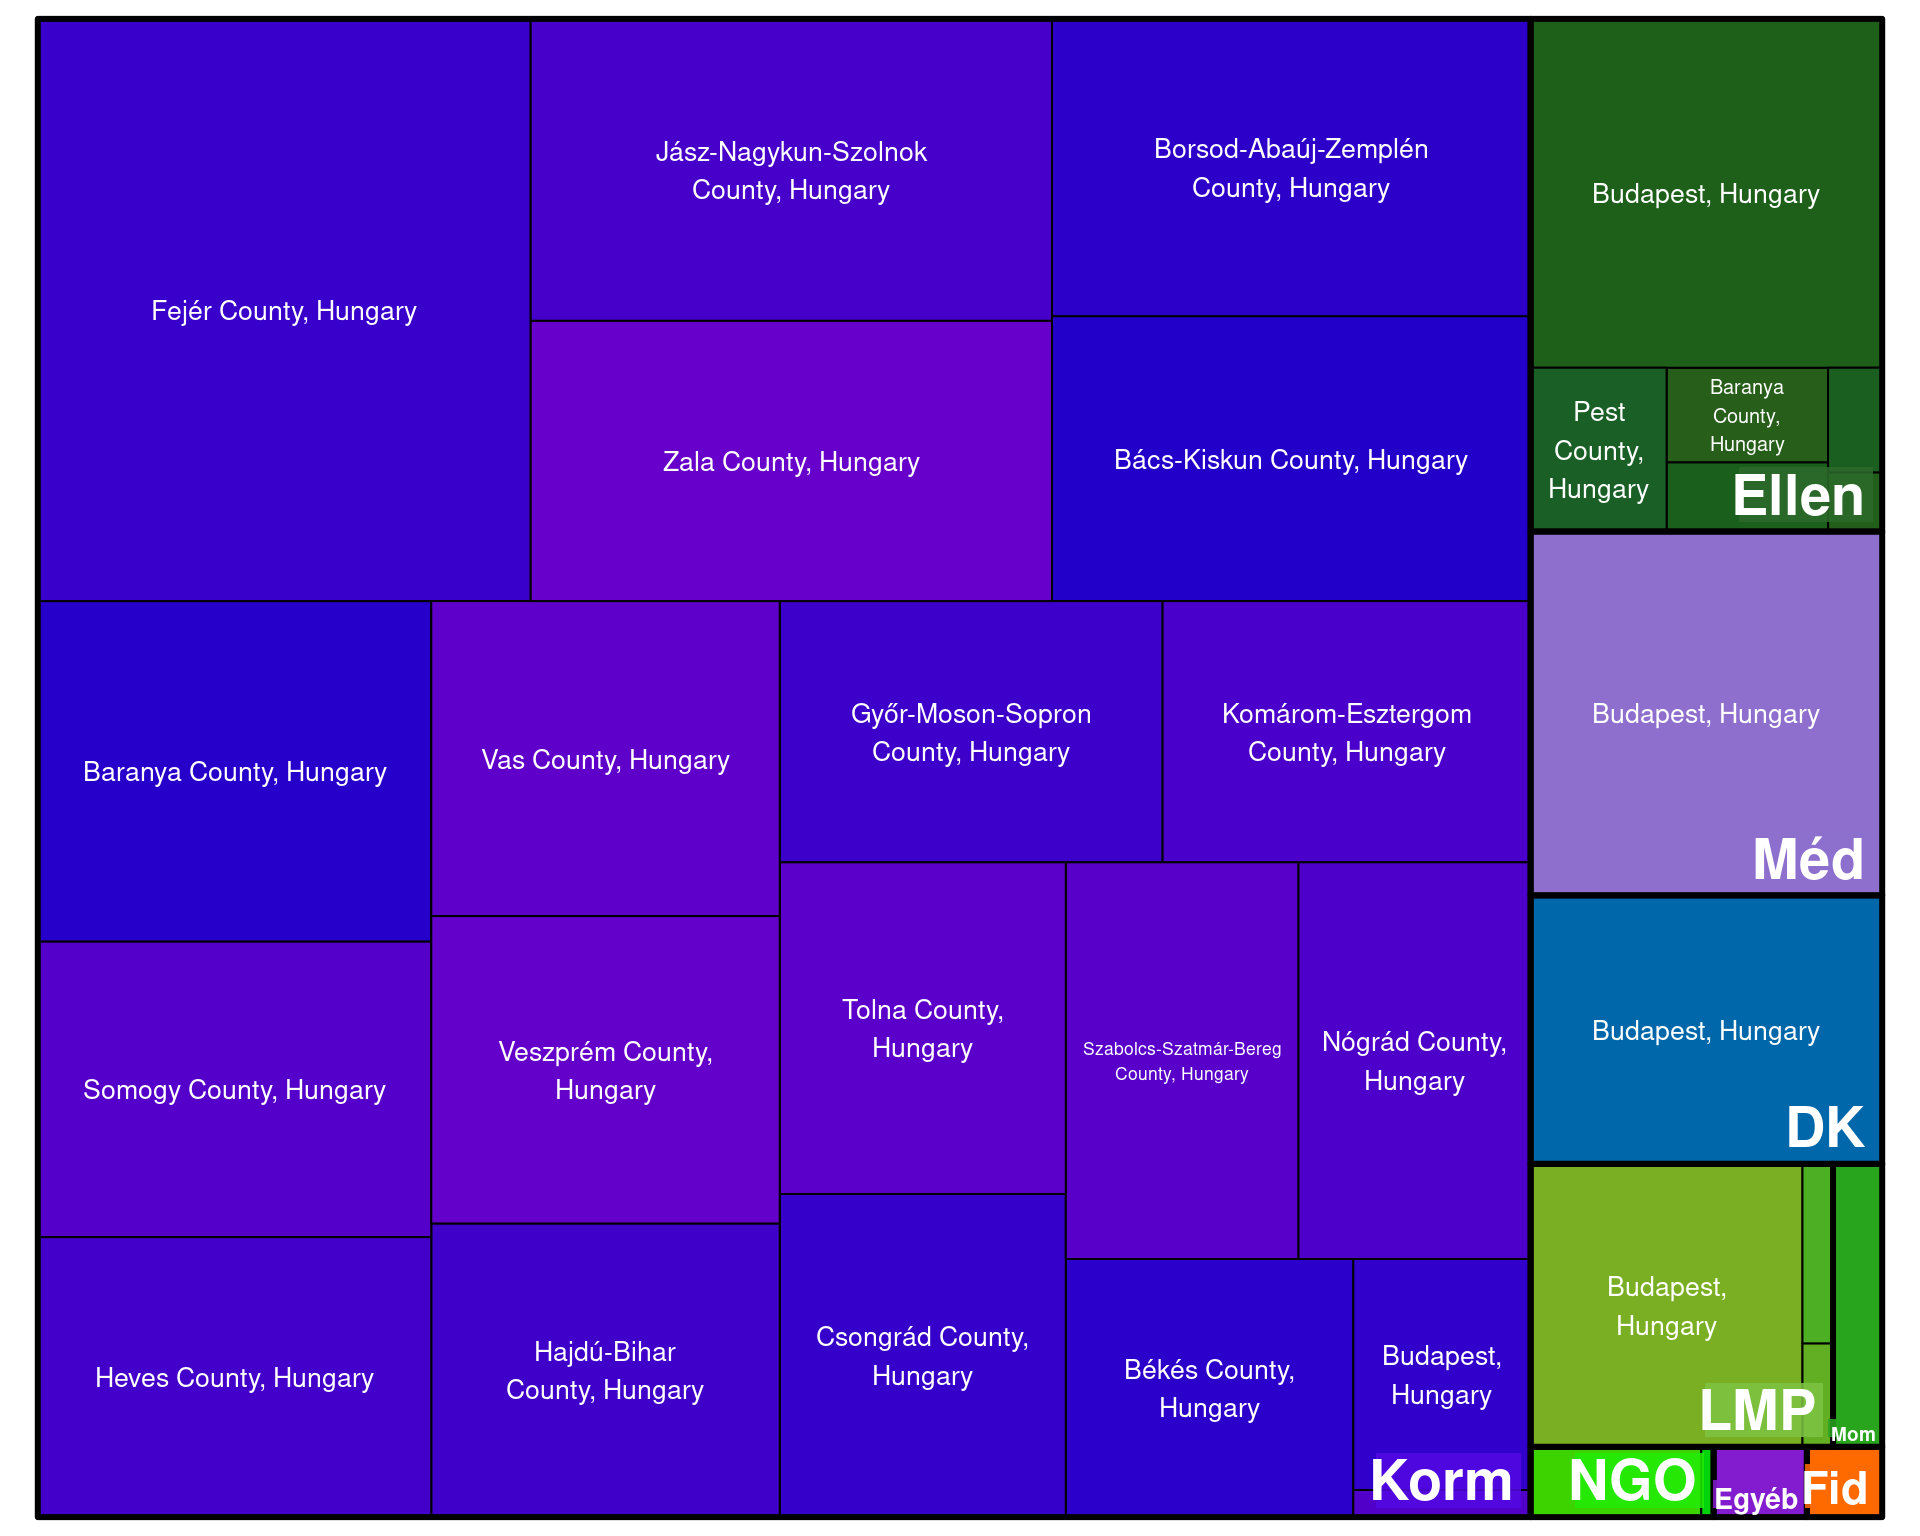 Fejér County, Hungary
Jász-Nagykun-Szolnok
County, Hungary
Zala County, Hungary
Borsod-Abaúj-Zemplén
County, Hungary
Bács-Kiskun County, Hungary
Baranya County, Hungary
Somogy County, Hungary
Heves County, Hungary
Vas County, Hungary
Veszprém County,
Hungary
Hajdú-Bihar
County, Hungary
Győr-Moson-Sopron
County, Hungary
Komárom-Esztergom
County, Hungary
Tolna County,
Hungary
Csongrád County,
Hungary
Szabolcs-Szatmár-Bereg
County, Hungary
Nógrád County,
Hungary
Békés County,
Hungary
Budapest,
Hungary
Korm
Budapest, Hungary
Pest
County,
Hungary
Baranya
County,
Hungary
Ellen
Budapest, Hungary
Méd
Budapest, Hungary
DK
Budapest,
Hungary
LMP
Mom
NGO
Egyéb
Fid